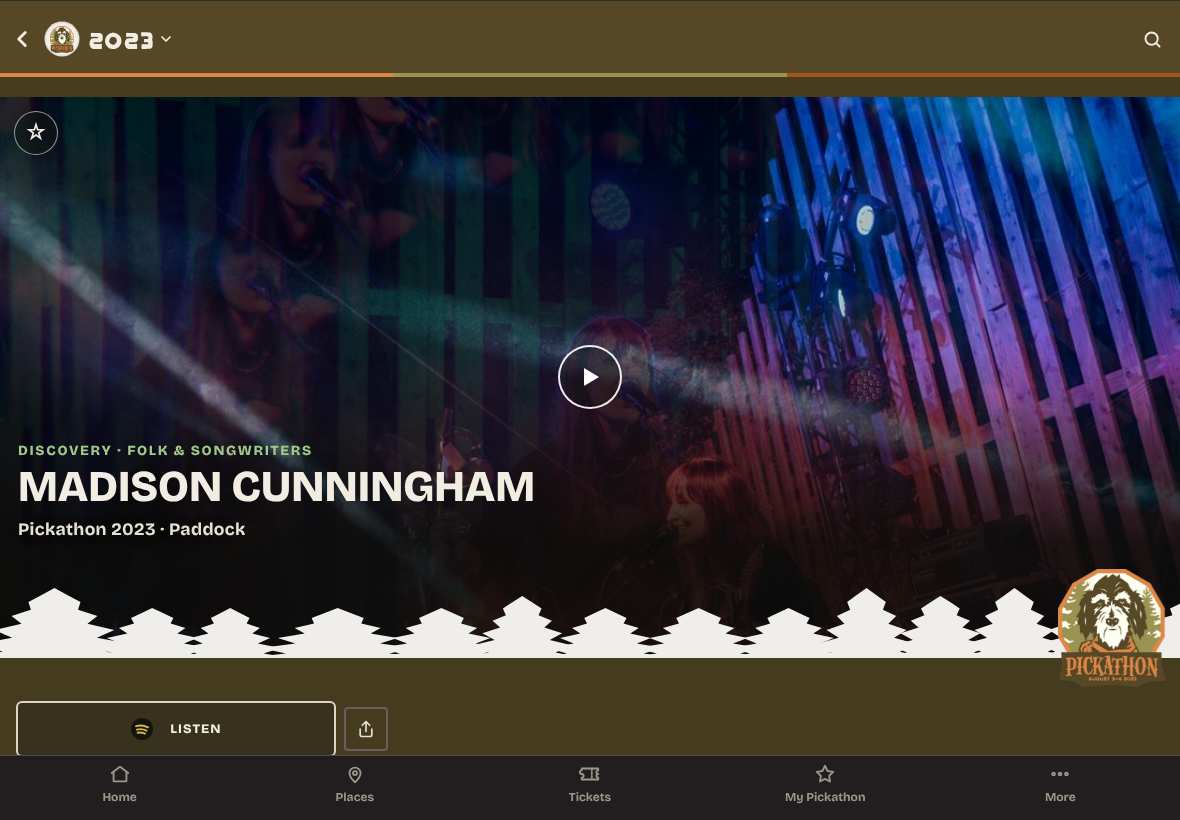 2023
DISCOVERY · FOLK & SONGWRITERS
MADISON CUNNINGHAM
Pickathon 2023 · Paddock
PICKATHON
LISTEN
Home
Places
Tickets
My Pickathon
More